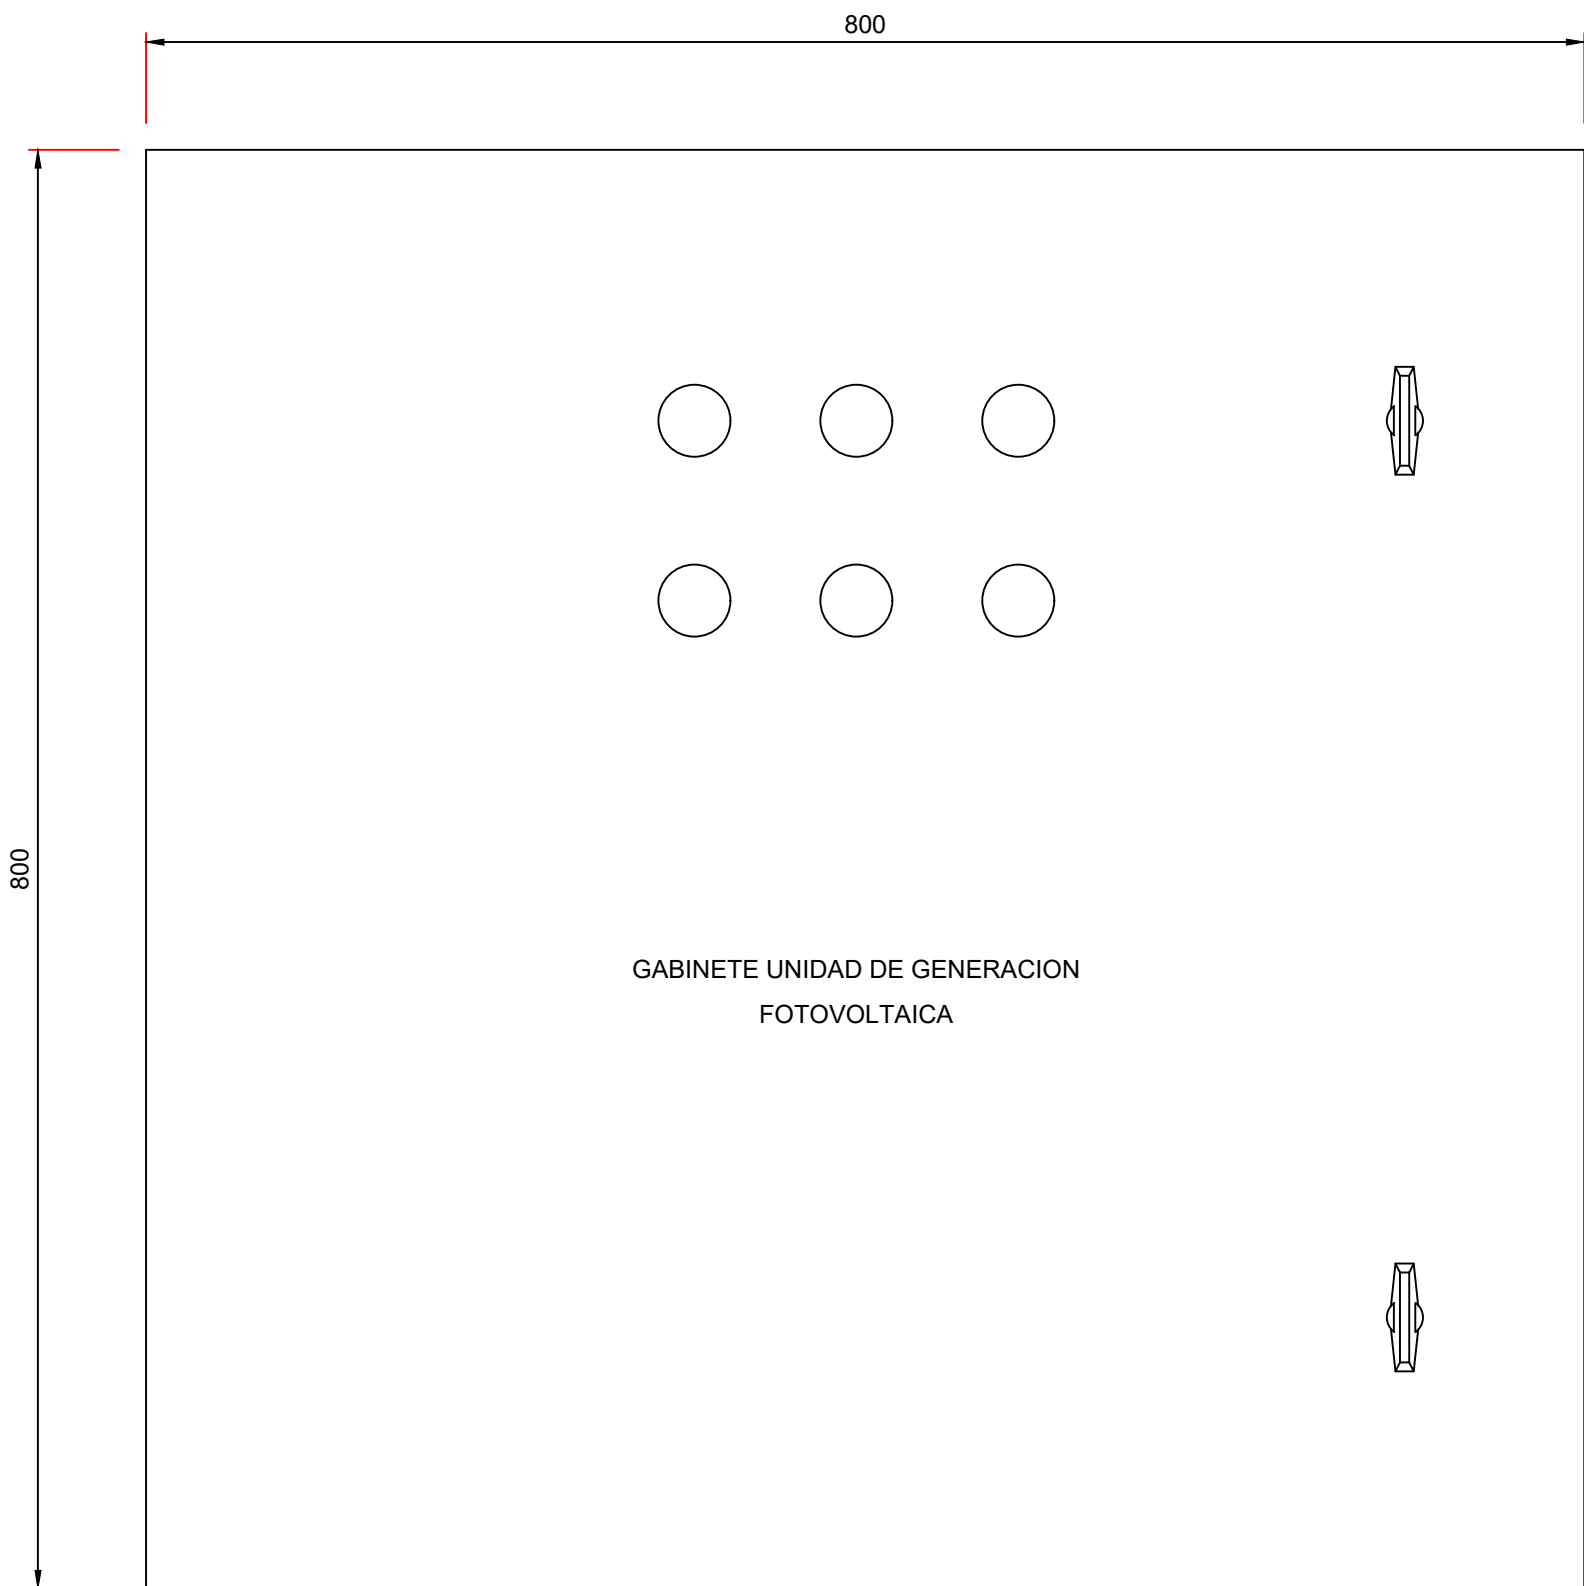 800
800
GABINETE UNIDAD DE GENERACION
FOTOVOLTAICA